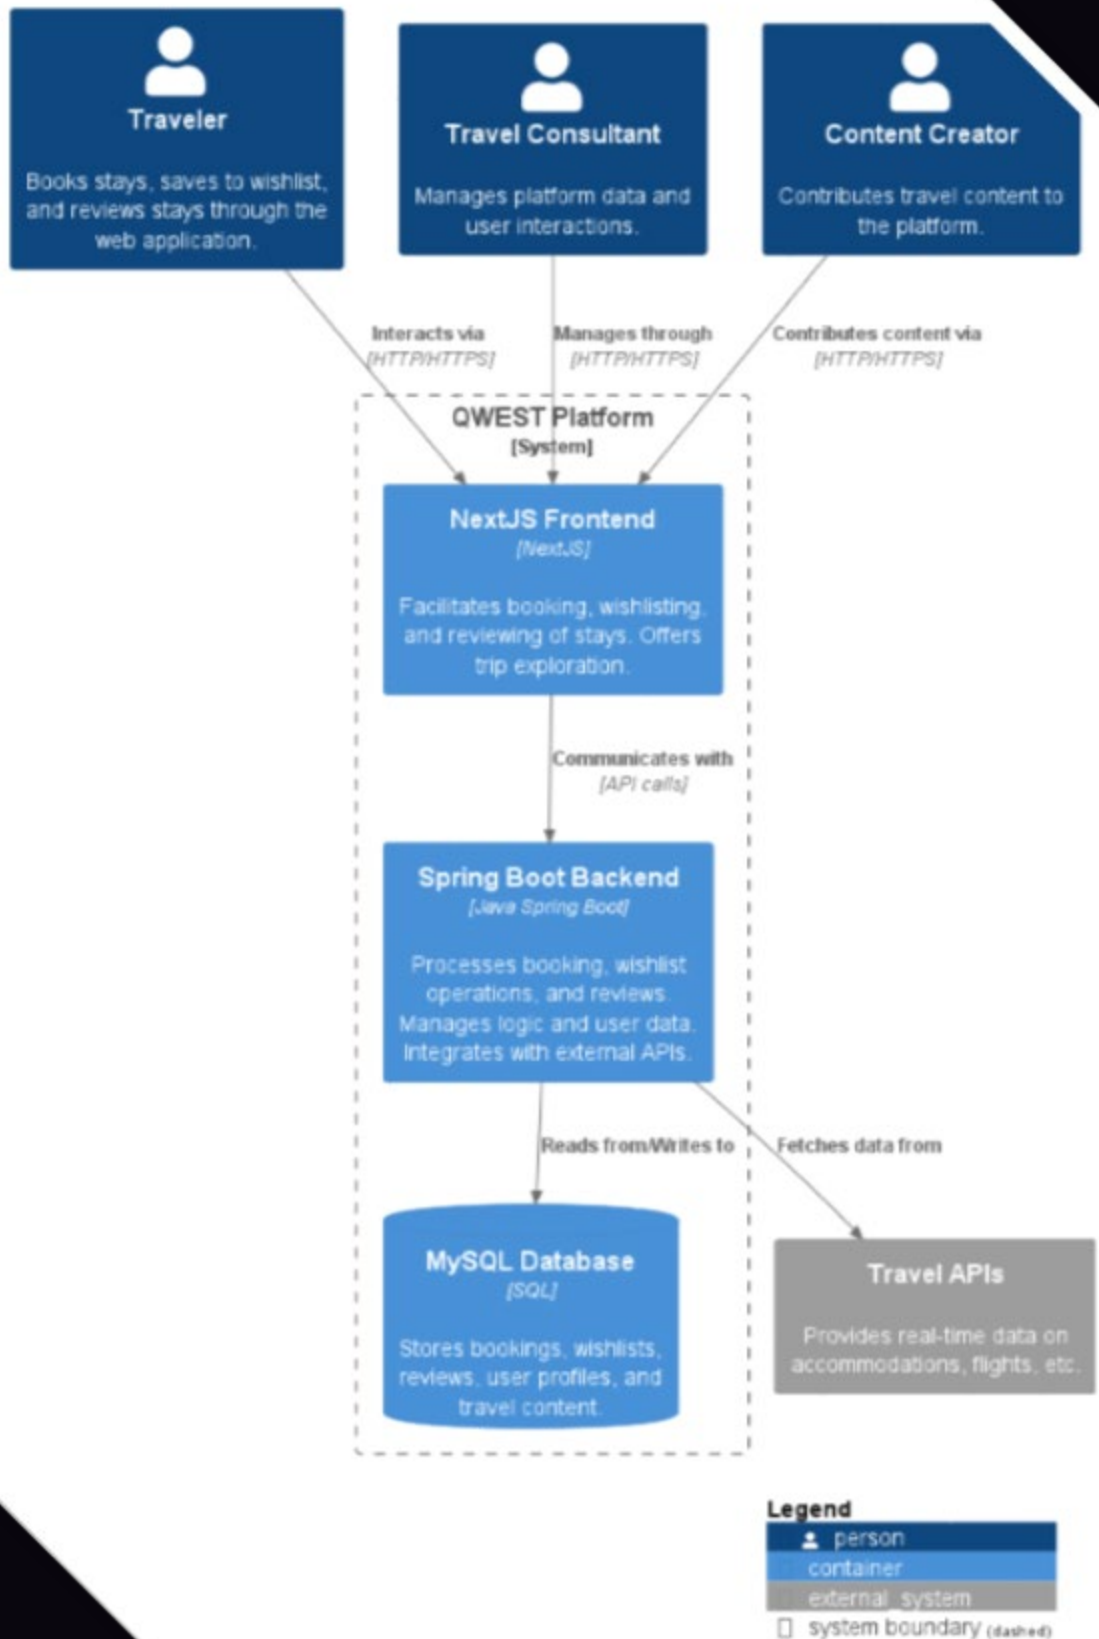 Traveler
Books stays, saves to wishlist,
and reviews stays through the
web application.
Travel Consultant
Manages platform data and
user interactions.
Content Creator
Contributes travel content to
the platform.
Interacts via
[HTTP/HTTPS]
Manages through
[HTTP/HTTPS]
Contributes content via
[HTTP/HTTPS]
QWEST Platform
[System]
NextJS Frontend
[NextJS]
Facilitates booking, wishlisting,
and reviewing of stays. Offers
trip exploration.
Communicates with
[API calls]
Spring Boot Backend
[Java Spring Boot]
Processes booking, wishlist
operations, and reviews.
Manages logic and user data.
Integrates with external APIs.
Reads from/Writes to
Fetches data from
MySQL Database
[SQL]
Stores bookings, wishlists,
reviews, user profiles, and
travel content.
Travel APIs
Provides real-time data on
accommodations, flights, etc.
Legend
person
container
external_system
system boundary (dashed)